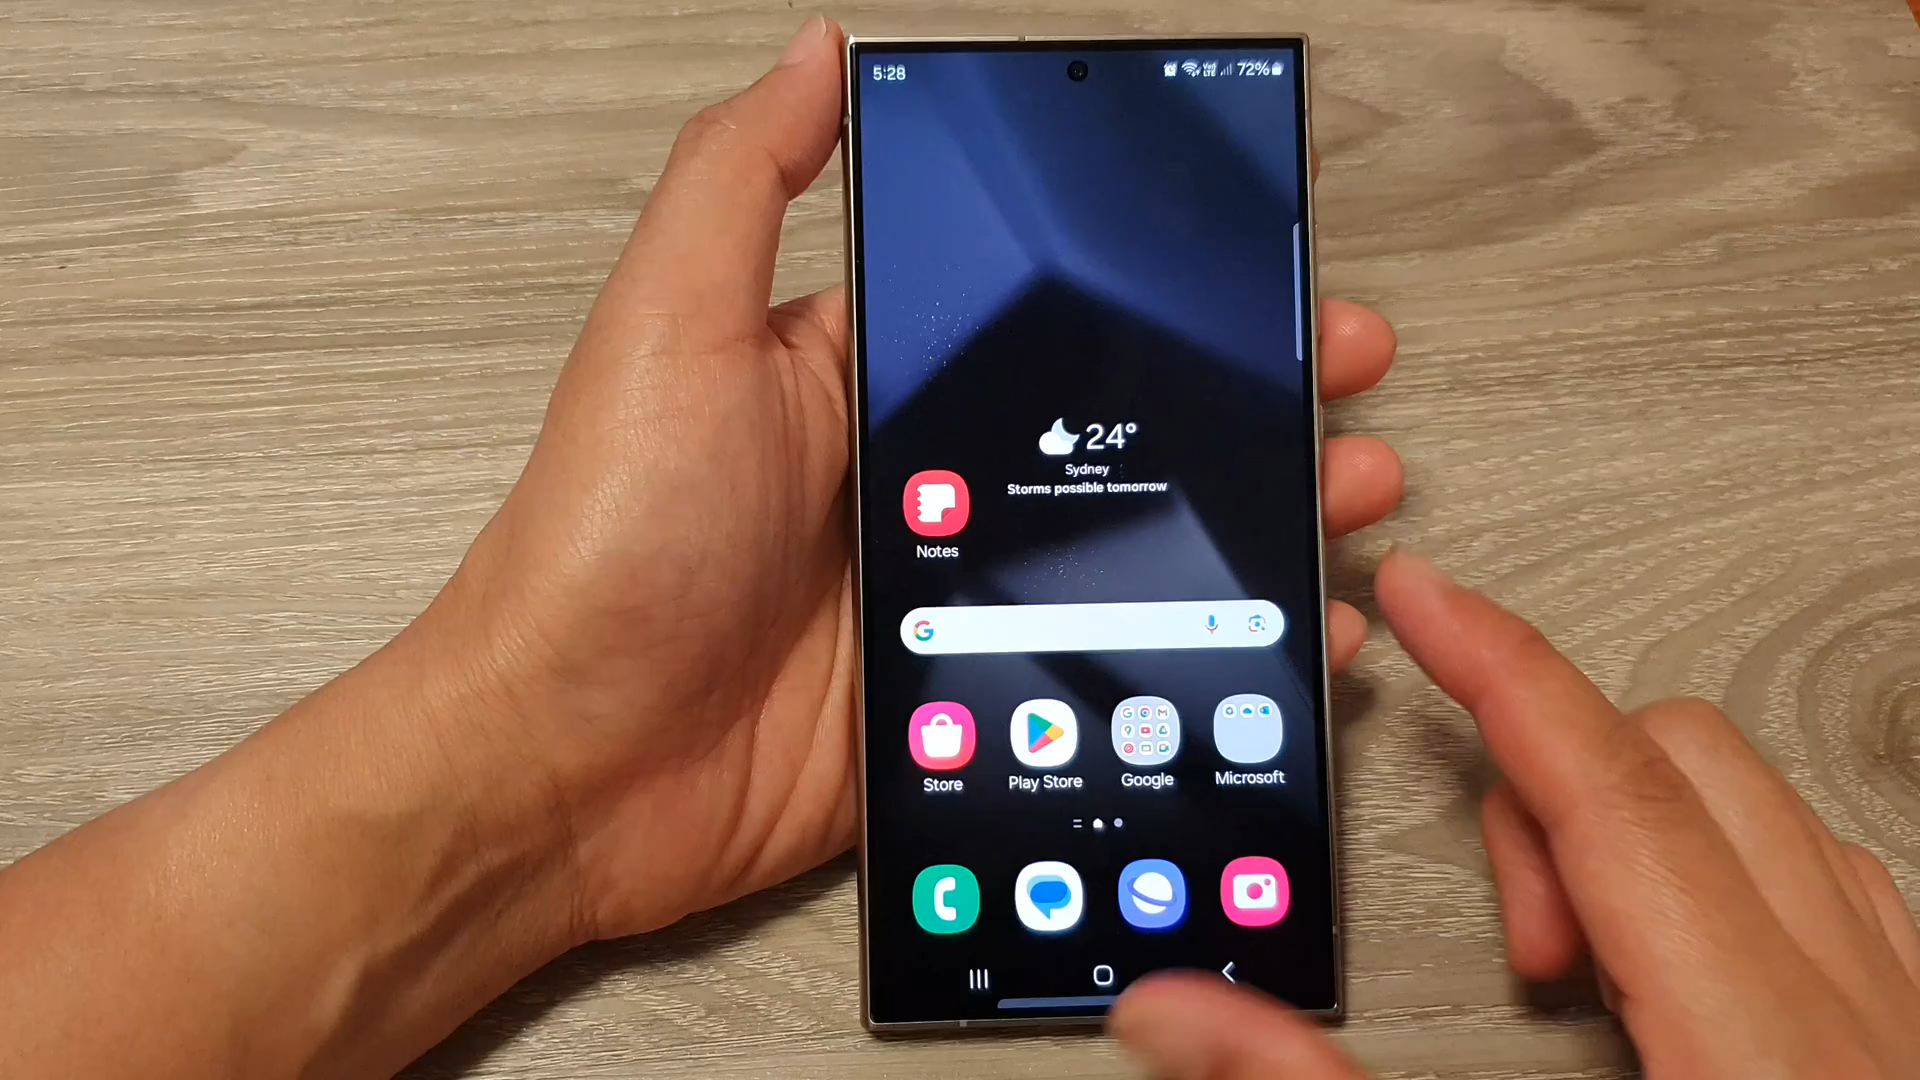 5:28
72%
24°
Sydney
Storms possible tomorrow
Notes
Store
Play Store
Google
Microsoft